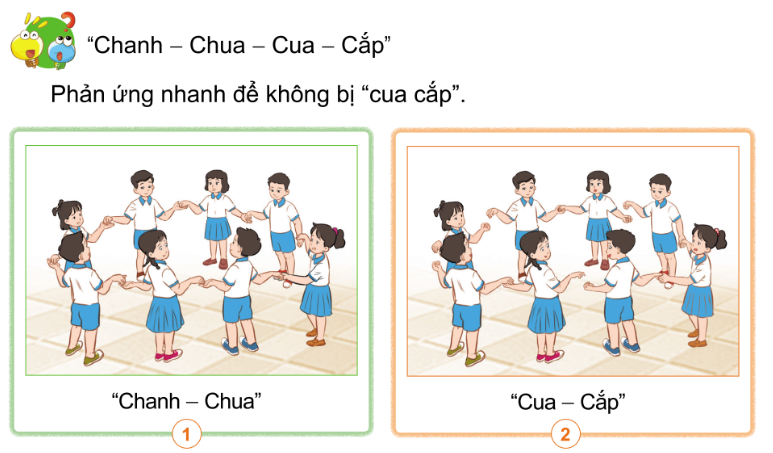 “Chanh – Chua – Cua – Cắp”
Phản ứng nhanh để không bị “cua cắp”.
“Chanh – Chua”
1
“Cua – Cắp”
2